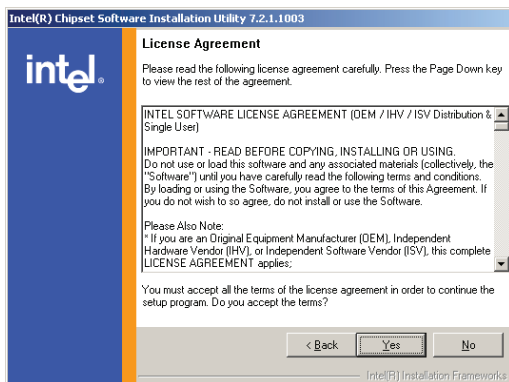 Intel(R) Chipset Software Installation Utility 7.2.1.1003
intel®
License Agreement
Please read the following license agreement carefully. Press the Page Down key
to view the rest of the agreement.
INTEL SOFTWARE LICENSE AGREEMENT (OEM / IHV / ISV Distribution &
Single User)
IMPORTANT - READ BEFORE COPYING, INSTALLING OR USING.
Do not use or load this software and any associated materials (collectively, the
"Software") until you have carefully read the following terms and conditions.
By loading or using the Software, you agree to the terms of this Agreement. If
you do not wish to so agree, do not install or use the Software.
Please Also Note:
* If you are an Original Equipment Manufacturer (OEM), Independent
Hardware Vendor (IHV), or Independent Software Vendor (ISV), this complete
LICENSE AGREEMENT applies;
You must accept all the terms of the license agreement in order to continue the
setup program. Do you accept the terms?
< Back
Yes
No
Intel(R) Installation Frameworks